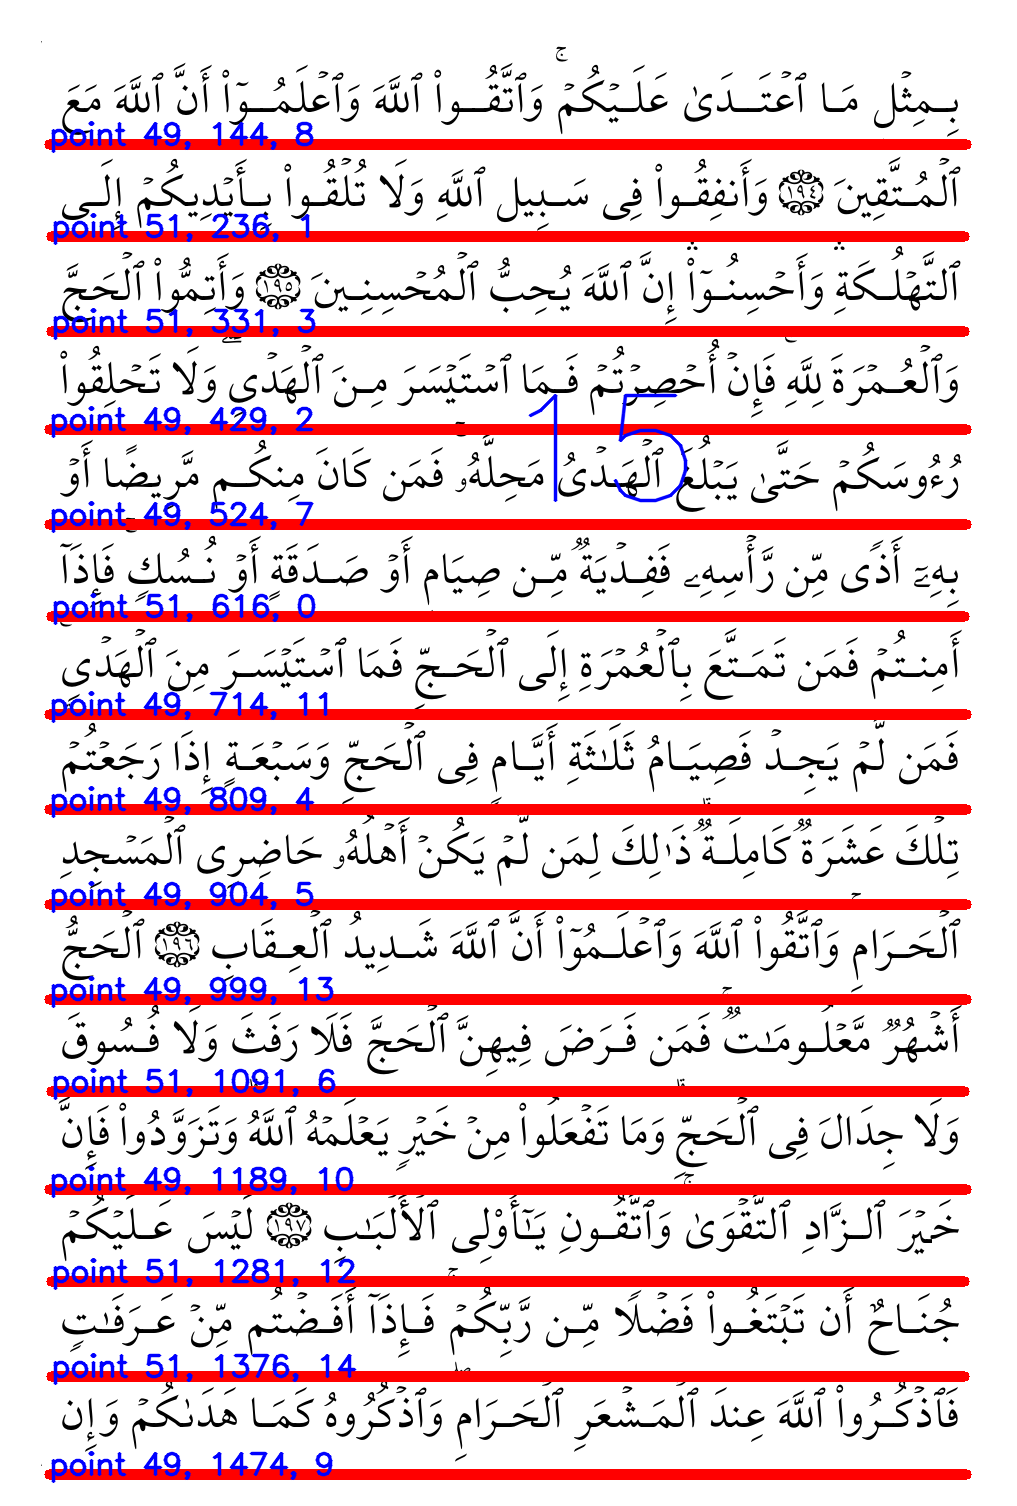 بِمِثْلِ مَا ٱعْتَدَىٰ عَلَيْكُمْ ۚ وَٱتَّقُوا۟ ٱللَّهَ وَٱعْلَمُوٓا۟ أَنَّ ٱللَّهَ مَعَ
point 49, 144, 8
ٱلْمُتَّقِينَ ١٩٤ وَأَنفِقُوا۟ فِى سَبِيلِ ٱللَّهِ وَلَا تُلْقُوا۟ بِأَيْدِيكُمْ إِلَى
point 51, 236, 1
ٱلتَّهْلُكَةِ ۛ وَأَحْسِنُوٓا۟ ۛ إِنَّ ٱللَّهَ يُحِبُّ ٱلْمُحْسِنِينَ ١٩٥ وَأَتِمُّوا۟ ٱلْحَجَّ
point 51, 331, 3
وَٱلْعُمْرَةَ لِلَّهِ ۚ فَإِنْ أُحْصِرْتُمْ فَمَا ٱسْتَيْسَرَ مِنَ ٱلْهَدْىِ ۖ وَلَا تَحْلِقُوا۟
15
point 49, 429, 2
رُءُوسَكُمْ حَتَّىٰ يَبْلُغَ ٱلْهَدْىُ مَحِلَّهُۥ ۚ فَمَن كَانَ مِنكُم مَّرِيضًا أَوْ
point 49, 524, 7
بِهِۦٓ أَذًى مِّن رَّأْسِهِۦ فَفِدْيَةٌ مِّن صِيَامٍ أَوْ صَدَقَةٍ أَوْ نُسُكٍ ۚ فَإِذَآ
point 51, 616, 0
أَمِنتُمْ فَمَن تَمَتَّعَ بِٱلْعُمْرَةِ إِلَى ٱلْحَجِّ فَمَا ٱسْتَيْسَرَ مِنَ ٱلْهَدْىِ ۚ
point 49, 714, 11
فَمَن لَّمْ يَجِدْ فَصِيَامُ ثَلَـٰثَةِ أَيَّامٍ فِى ٱلْحَجِّ وَسَبْعَةٍ إِذَا رَجَعْتُمْ
point 49, 809, 4
تِلْكَ عَشَرَةٌ كَامِلَةٌ ۗ ذَٰلِكَ لِمَن لَّمْ يَكُنْ أَهْلُهُۥ حَاضِرِى ٱلْمَسْجِدِ
point 49, 904, 5
ٱلْحَرَامِ ۚ وَٱتَّقُوا۟ ٱللَّهَ وَٱعْلَمُوٓا۟ أَنَّ ٱللَّهَ شَدِيدُ ٱلْعِقَابِ ١٩٦ ٱلْحَجُّ
point 49, 999, 13
أَشْهُرٌ مَّعْلُومَـٰتٌ ۚ فَمَن فَرَضَ فِيهِنَّ ٱلْحَجَّ فَلَا رَفَثَ وَلَا فُسُوقَ
point 51, 1091, 6
وَلَا جِدَالَ فِى ٱلْحَجِّ ۗ وَمَا تَفْعَلُوا۟ مِنْ خَيْرٍ يَعْلَمْهُ ٱللَّهُ ۗ وَتَزَوَّدُوا۟ فَإِنَّ
point 49, 1189, 10
خَيْرَ ٱلزَّادِ ٱلتَّقْوَىٰ ۚ وَٱتَّقُونِ يَـٰٓأُو۟لِى ٱلْأَلْبَـٰبِ ١٩٧ لَيْسَ عَلَيْكُمْ
point 51, 1281, 12
جُنَاحٌ أَن تَبْتَغُوا۟ فَضْلًا مِّن رَّبِّكُمْ ۚ فَإِذَآ أَفَضْتُم مِّنْ عَرَفَـٰتٍ
point 51, 1376, 14
فَٱذْكُرُوا۟ ٱللَّهَ عِندَ ٱلْمَشْعَرِ ٱلْحَرَامِ ۖ وَٱذْكُرُوهُ كَمَا هَدَىٰكُمْ وَإِن
point 49, 1474, 9